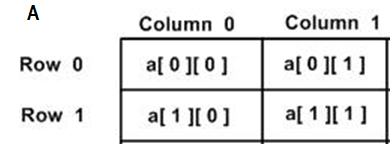 A
Column 0 Column 1
Row 0 a[ 0 ][ 0 ] a[ 0 ][ 1 ]
Row 1 a[ 1 ][ 0 ] a[ 1 ][ 1 ]